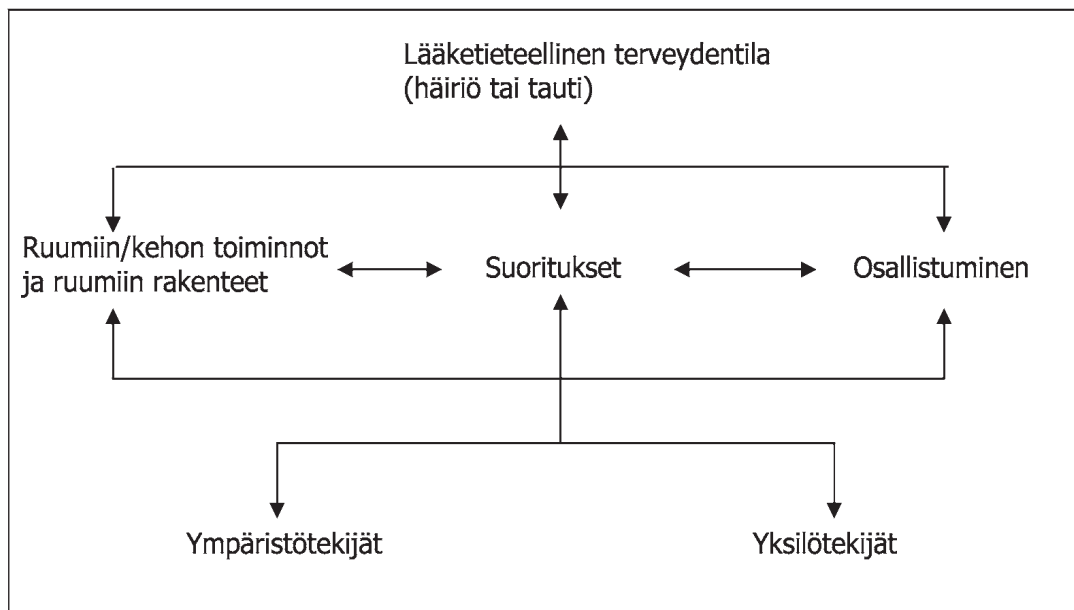 Lääketieteellinen terveydentila
(häiriö tai tauti)
Ruumiin/kehon toiminnot
ja ruumiin rakenteet
Suoritukset
Osallistuminen
Ympäristötekijät
Yksilötekijät